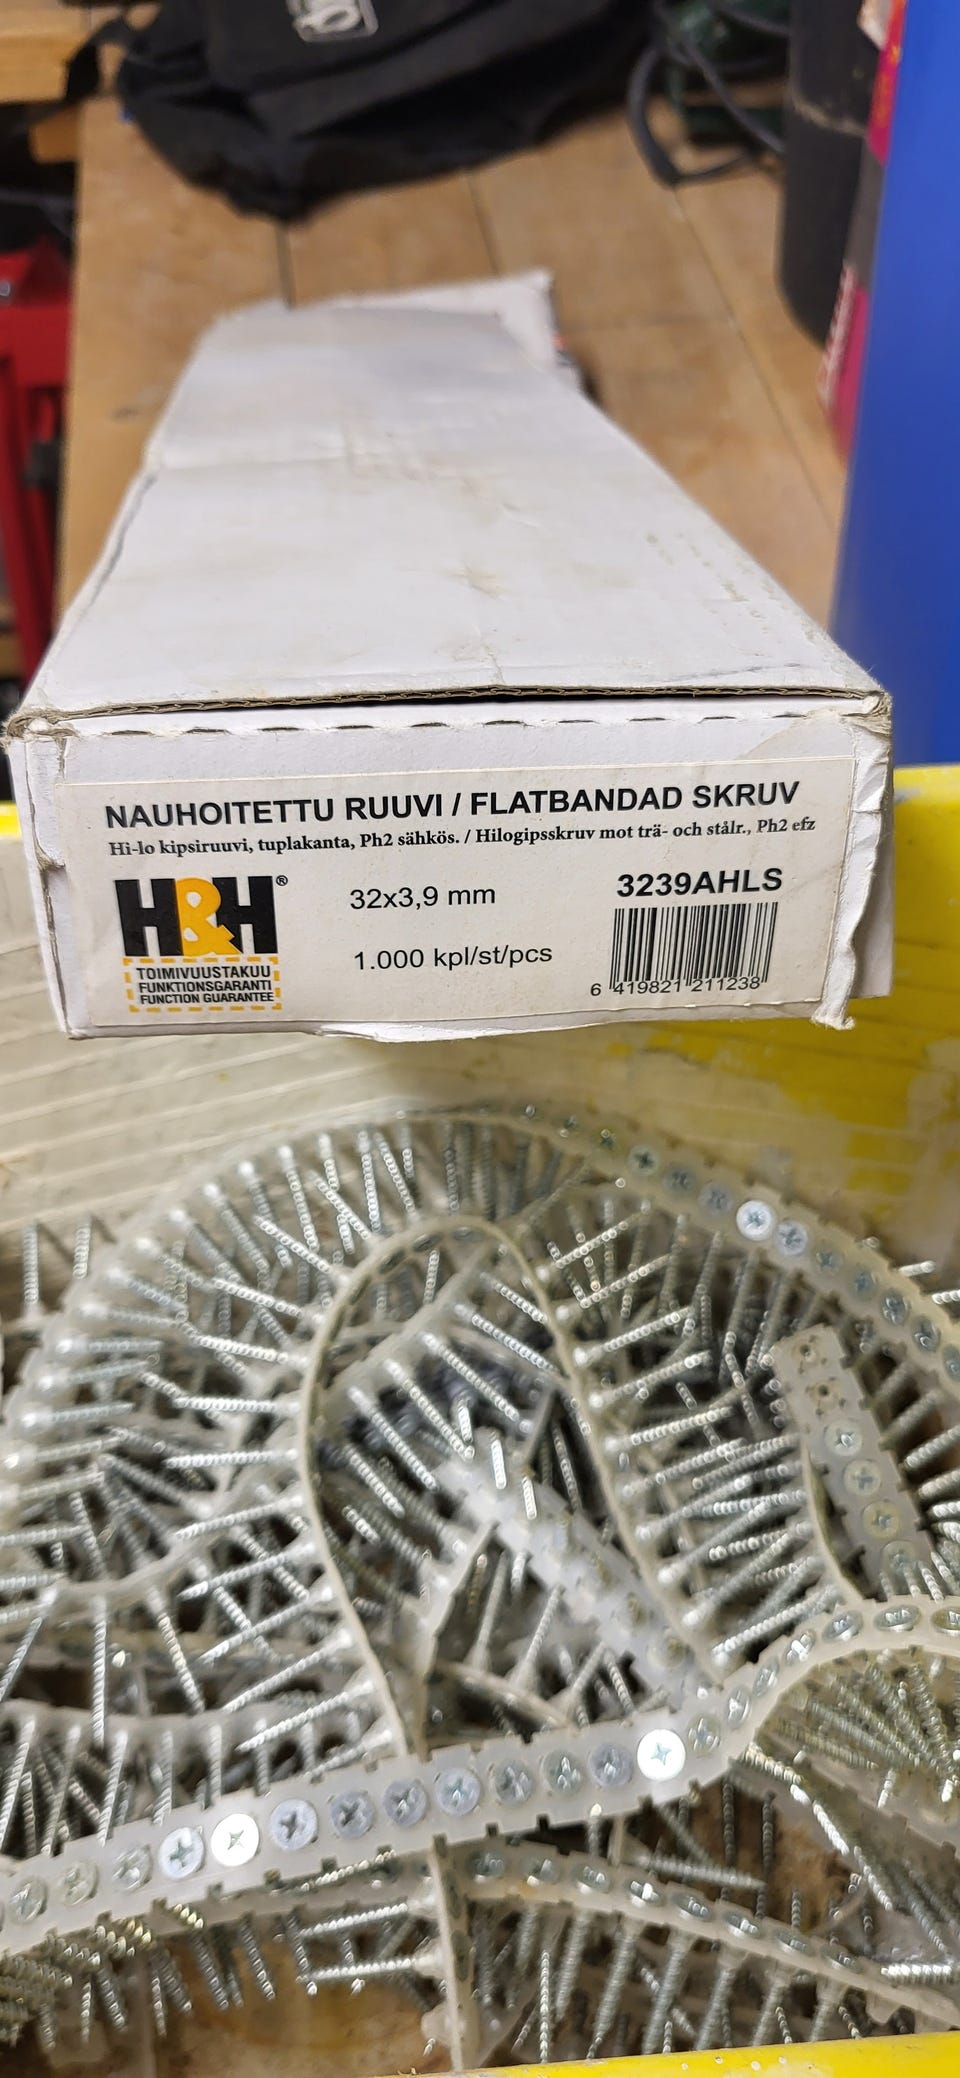 NAUHOITETTU RUUVI / FLATBANDAD SKRUV
Hi-lo kipsiruuvi, tuplakanta, Ph2 sähkös. / Hilogipsskruv mot trä- och stålr., Ph2 efz
H&H®
TOIMIVUUSTAKUU
FUNKTIONSGARANTI
FUNCTION GUARANTEE
32x3,9 mm
1.000 kpl/st/pcs
3239AHLS
6 419821 211238